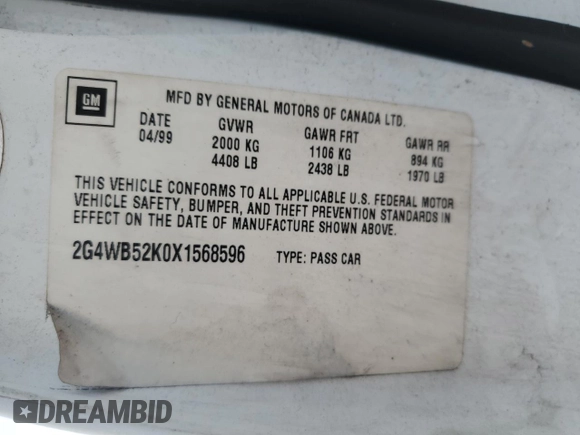 GM
MFD BY GENERAL MOTORS OF CANADA LTD.
DATE GVWR GAWR FRT GAWR RR
04/99 2000 KG 1106 KG 894 KG
4408 LB 2438 LB 1970 LB
THIS VEHICLE CONFORMS TO ALL APPLICABLE U.S. FEDERAL MOTOR
VEHICLE SAFETY, BUMPER, AND THEFT PREVENTION STANDARDS IN
EFFECT ON THE DATE OF MANUFACTURE SHOWN ABOVE.
2G4WB52K0X1568596 TYPE: PASS CAR
DREAMBID